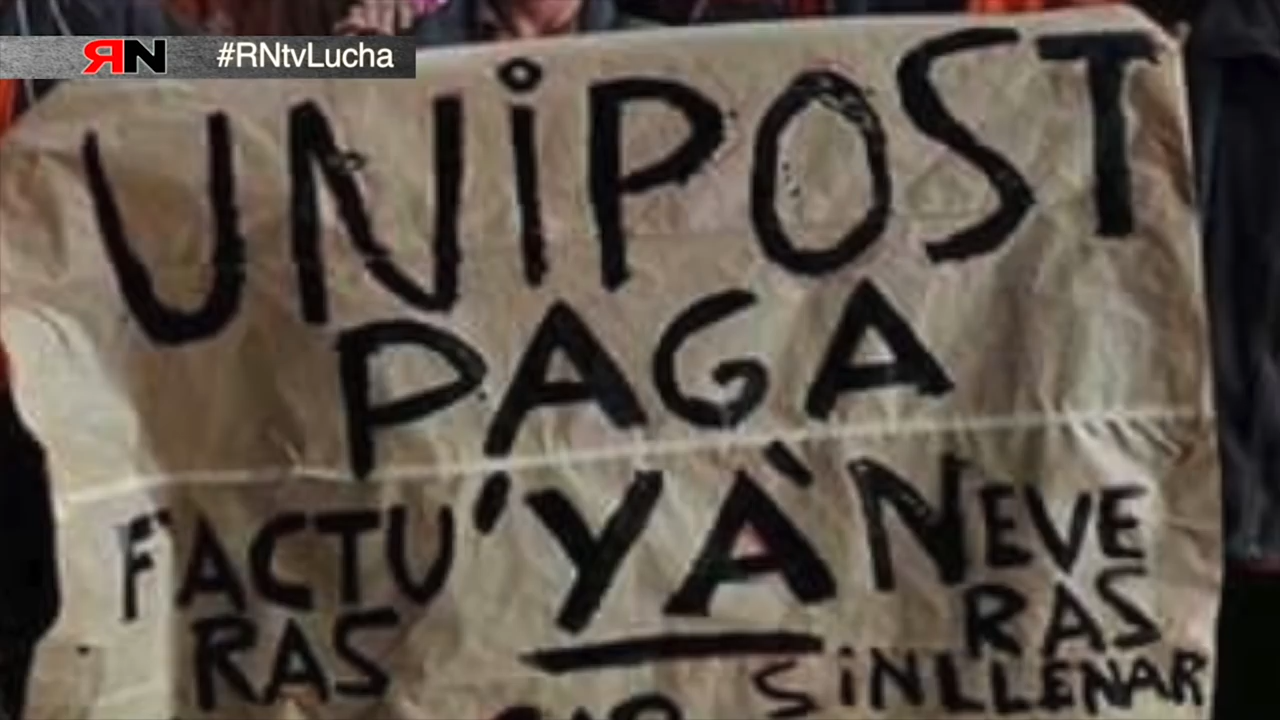 RN #RNtvLucha
UNiPOST
PAGA
'YA'
FACTU
RAS
NEVE
RAS
SiN LLENAR